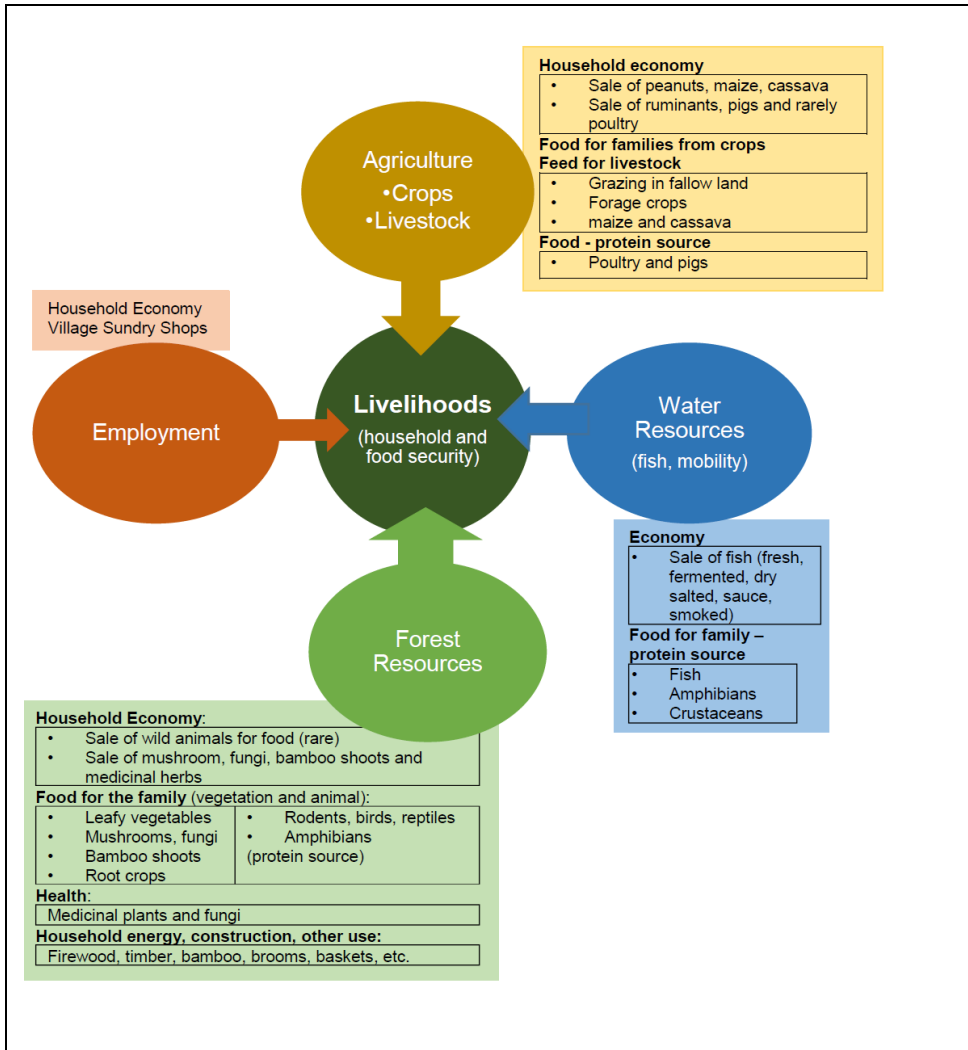 Household economy
• Sale of peanuts, maize, cassava
• Sale of ruminants, pigs and rarely
poultry
Food for families from crops
Feed for livestock
• Grazing in fallow land
• Forage crops
• maize and cassava
Food - protein source
• Poultry and pigs
Agriculture
•Crops
•Livestock
Household Economy
Village Sundry Shops
Employment
Livelihoods
(household and
food security)
Water
Resources
(fish, mobility)
Economy
• Sale of fish (fresh,
fermented, dry
salted, sauce,
smoked)
Food for family –
protein source
• Fish
• Amphibians
• Crustaceans
Forest
Resources
Household Economy:
• Sale of wild animals for food (rare)
• Sale of mushroom, fungi, bamboo shoots and
medicinal herbs
Food for the family (vegetation and animal):
• Leafy vegetables
• Mushrooms, fungi
• Bamboo shoots
• Root crops
• Rodents, birds, reptiles
• Amphibians
(protein source)
Health:
Medicinal plants and fungi
Household energy, construction, other use:
Firewood, timber, bamboo, brooms, baskets, etc.